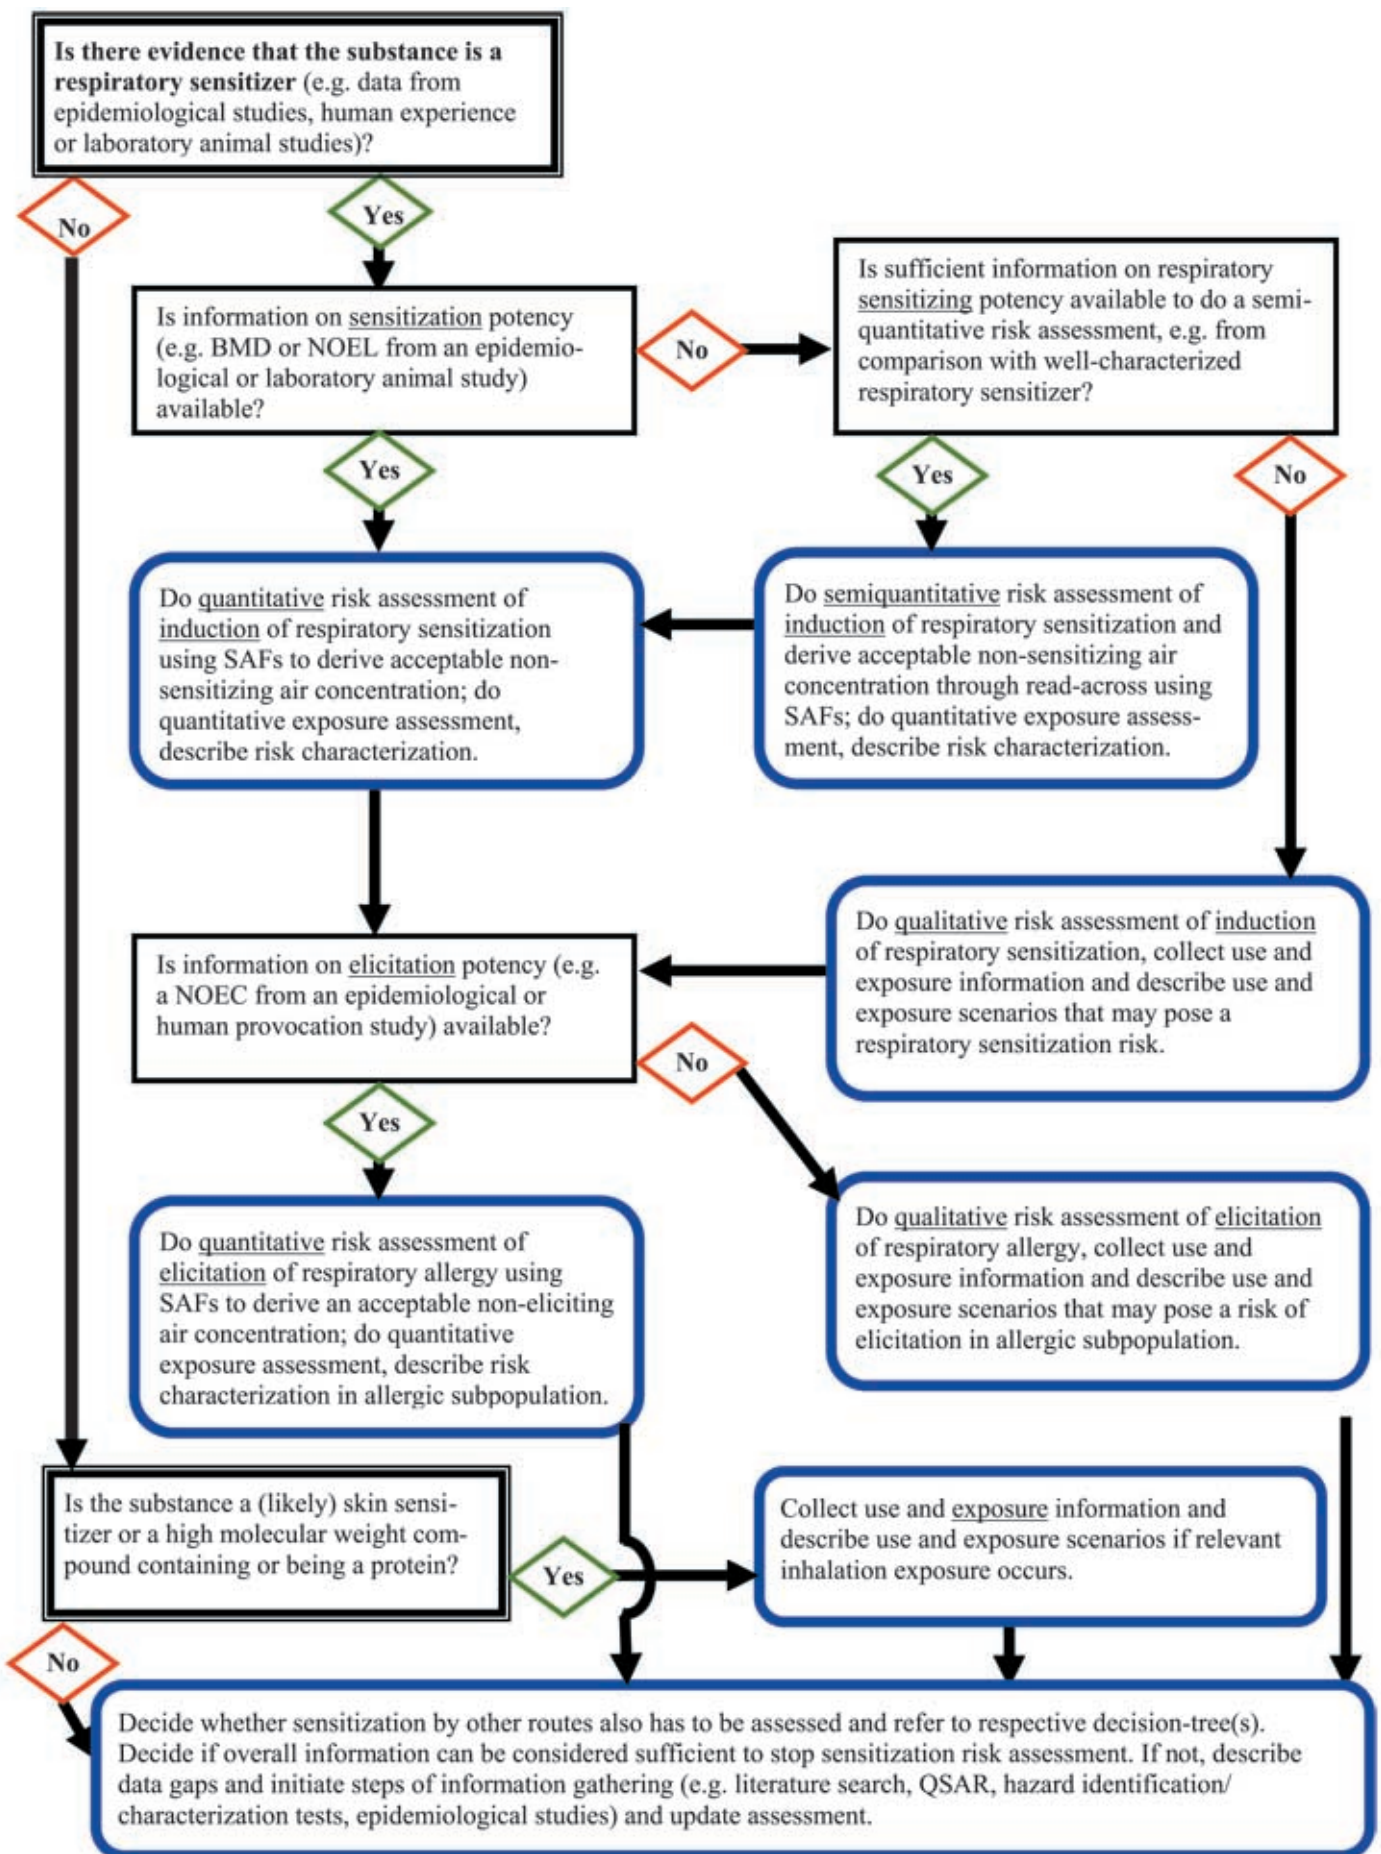 Is there evidence that the substance is a
respiratory sensitizer (e.g. data from
epidemiological studies, human experience
or laboratory animal studies)?
No
Yes
Is information on sensitization potency
(e.g. BMD or NOEL from an epidemio-
logical or laboratory animal study)
available?
No
Is sufficient information on respiratory
sensitizing potency available to do a semi-
quantitative risk assessment, e.g. from
comparison with well-characterized
respiratory sensitizer?
Yes
Yes
No
Do quantitative risk assessment of
induction of respiratory sensitization
using SAFs to derive acceptable non-
sensitizing air concentration; do
quantitative exposure assessment,
describe risk characterization.
Do semiquantitative risk assessment of
induction of respiratory sensitization and
derive acceptable non-sensitizing air
concentration through read-across using
SAFs; do quantitative exposure assess-
ment, describe risk characterization.
Is information on elicitation potency (e.g.
a NOEC from an epidemiological or
human provocation study) available?
Do qualitative risk assessment of induction
of respiratory sensitization, collect use and
exposure information and describe use and
exposure scenarios that may pose a
respiratory sensitization risk.
No
Yes
Do quantitative risk assessment of
elicitation of respiratory allergy using
SAFs to derive an acceptable non-eliciting
air concentration; do quantitative
exposure assessment, describe risk
characterization in allergic subpopulation.
Do qualitative risk assessment of elicitation
of respiratory allergy, collect use and
exposure information and describe use and
exposure scenarios that may pose a risk of
elicitation in allergic subpopulation.
Is the substance a (likely) skin sensi-
tizer or a high molecular weight com-
pound containing or being a protein?
Yes
Collect use and exposure information and
describe use and exposure scenarios if relevant
inhalation exposure occurs.
No
Decide whether sensitization by other routes also has to be assessed and refer to respective decision-tree(s).
Decide if overall information can be considered sufficient to stop sensitization risk assessment. If not, describe
data gaps and initiate steps of information gathering (e.g. literature search, QSAR, hazard identification/
characterization tests, epidemiological studies) and update assessment.